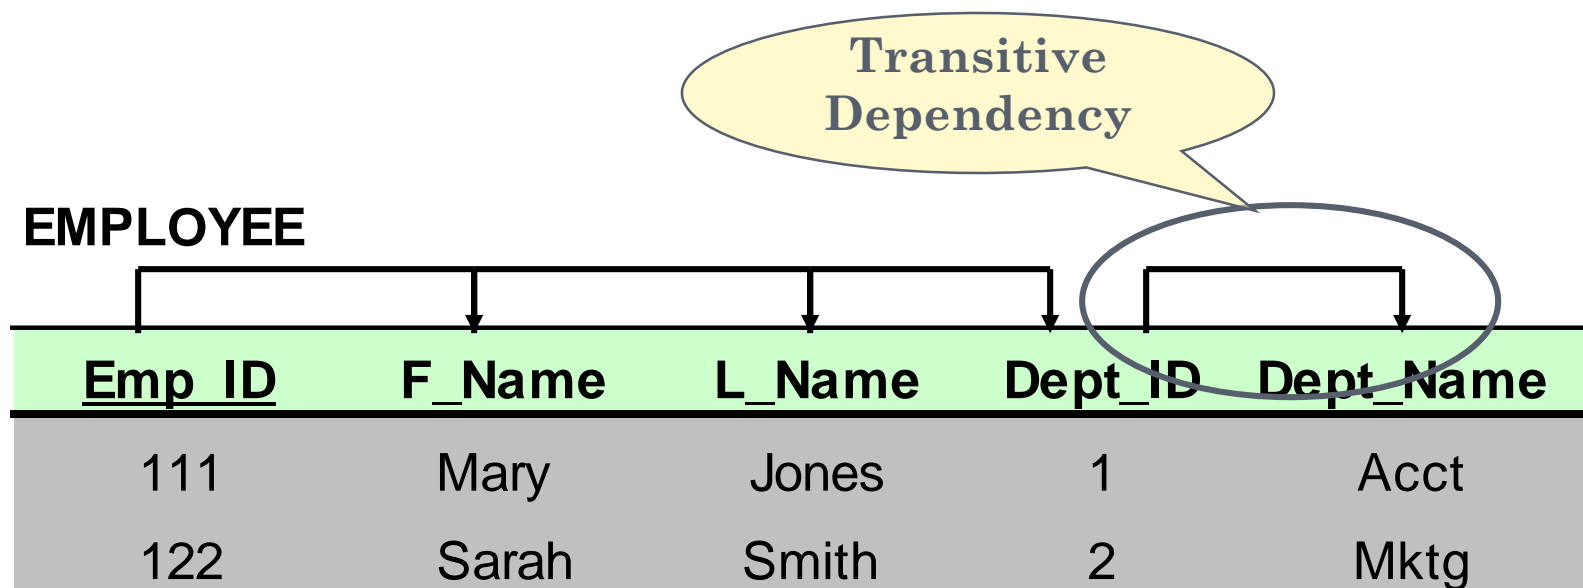 Transitive
Dependency
EMPLOYEE
Emp_ID F_Name L_Name Dept_ID Dept_Name
111 Mary Jones 1 Acct
122 Sarah Smith 2 Mktg